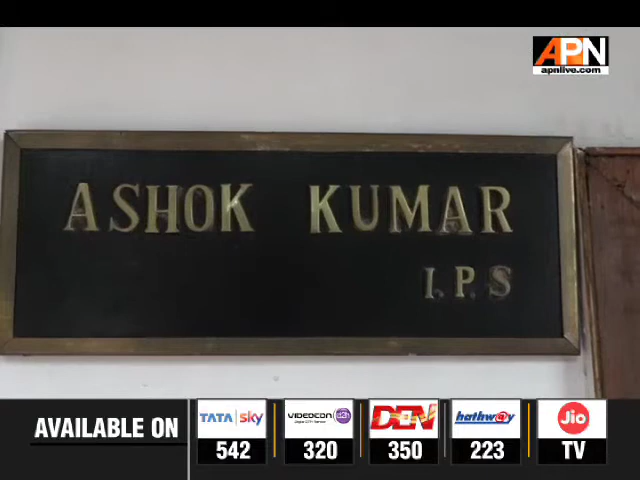 APN
apnlive.com
ASHOK KUMAR
I.P.S
AVAILABLE ON
TATA sky
542
VIDEOCON d2h
320
DEN
350
hathway
223
Jio
TV